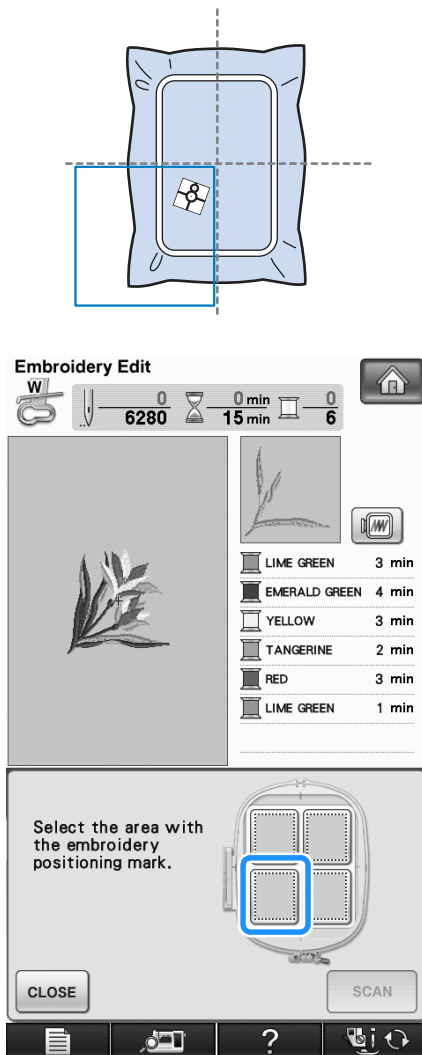 Embroidery Edit
W
0
6280
0 min
15 min
0
6
LIME GREEN 3 min
EMERALD GREEN 4 min
YELLOW 3 min
TANGERINE 2 min
RED 3 min
LIME GREEN 1 min
Select the area with
the embroidery
positioning mark.
CLOSE
SCAN
?